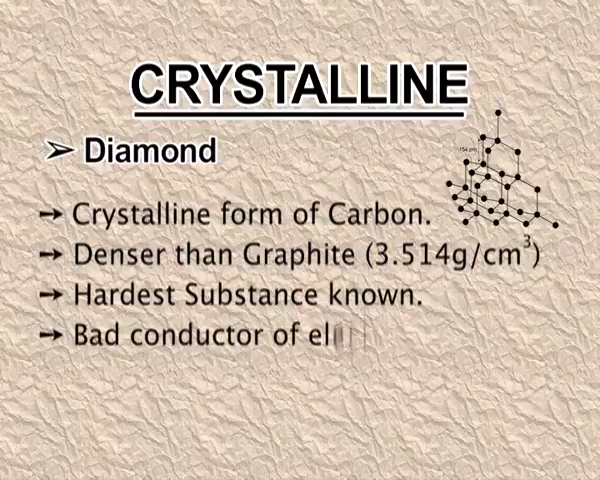 CRYSTALLINE
➢ Diamond
154 pm
→ Crystalline form of Carbon.
→ Denser than Graphite (3.514g/cm³)
→ Hardest Substance known.
→ Bad conductor of el